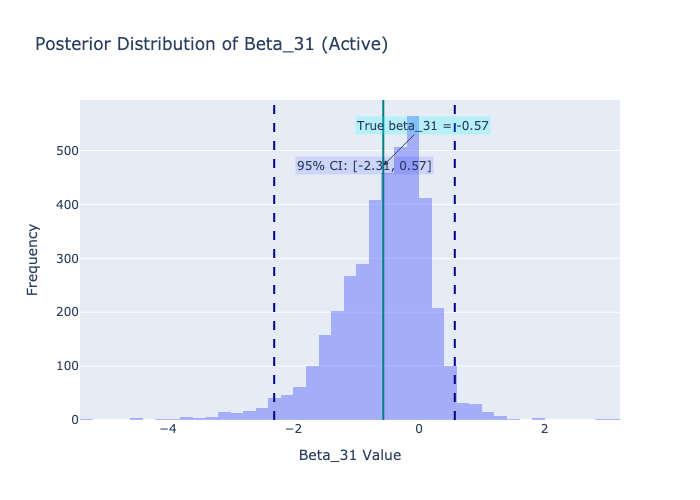 Posterior Distribution of Beta_31 (Active)
True beta_31 = -0.57
95% CI: [-2.31, 0.57]
500
400
300
200
100
0
−4
−2
0
2
Frequency
Beta_31 Value